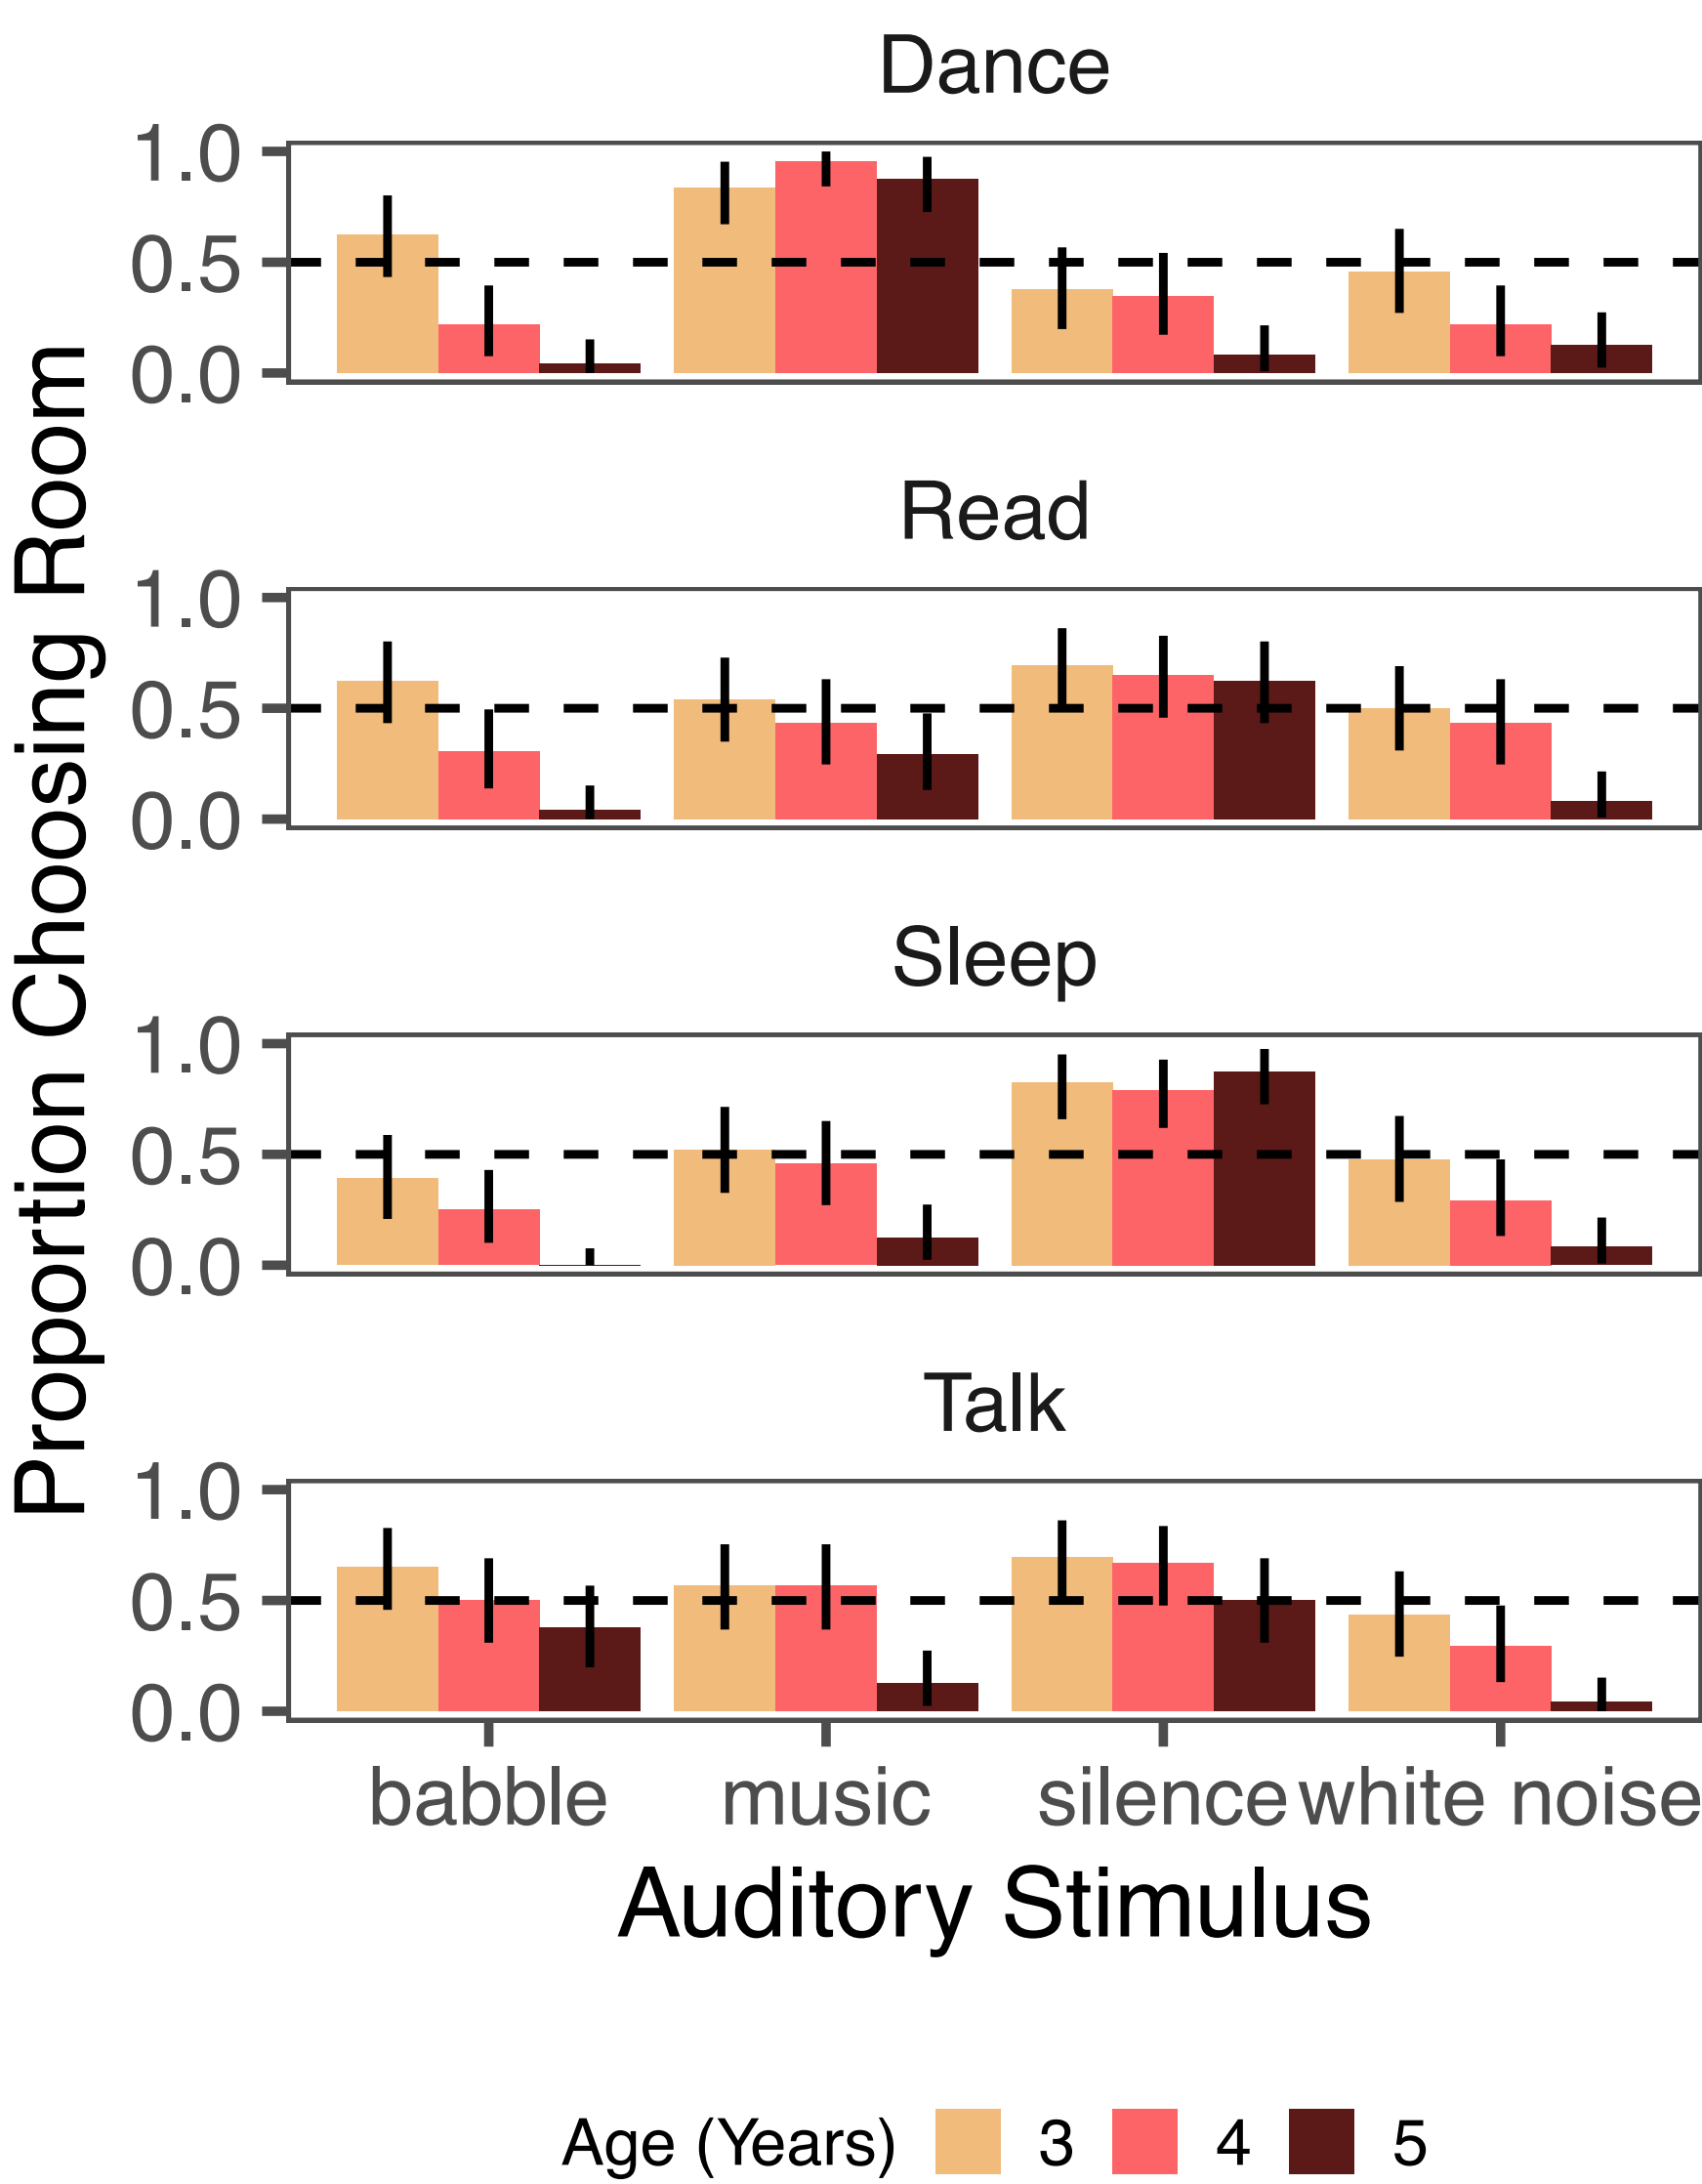 Proportion Choosing Room
Dance
1.0
0.5
0.0
Read
1.0
0.5
0.0
Sleep
1.0
0.5
0.0
Talk
1.0
0.5
0.0
babble music silence white noise
Auditory Stimulus
Age (Years) 3 4 5